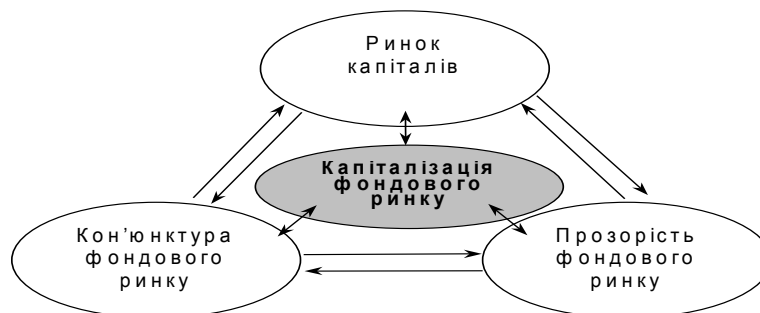 Ринок
капіталів
Капіталізація
фондового
ринку
Кон’юнктура
фондового
ринку
Прозорість
фондового
ринку